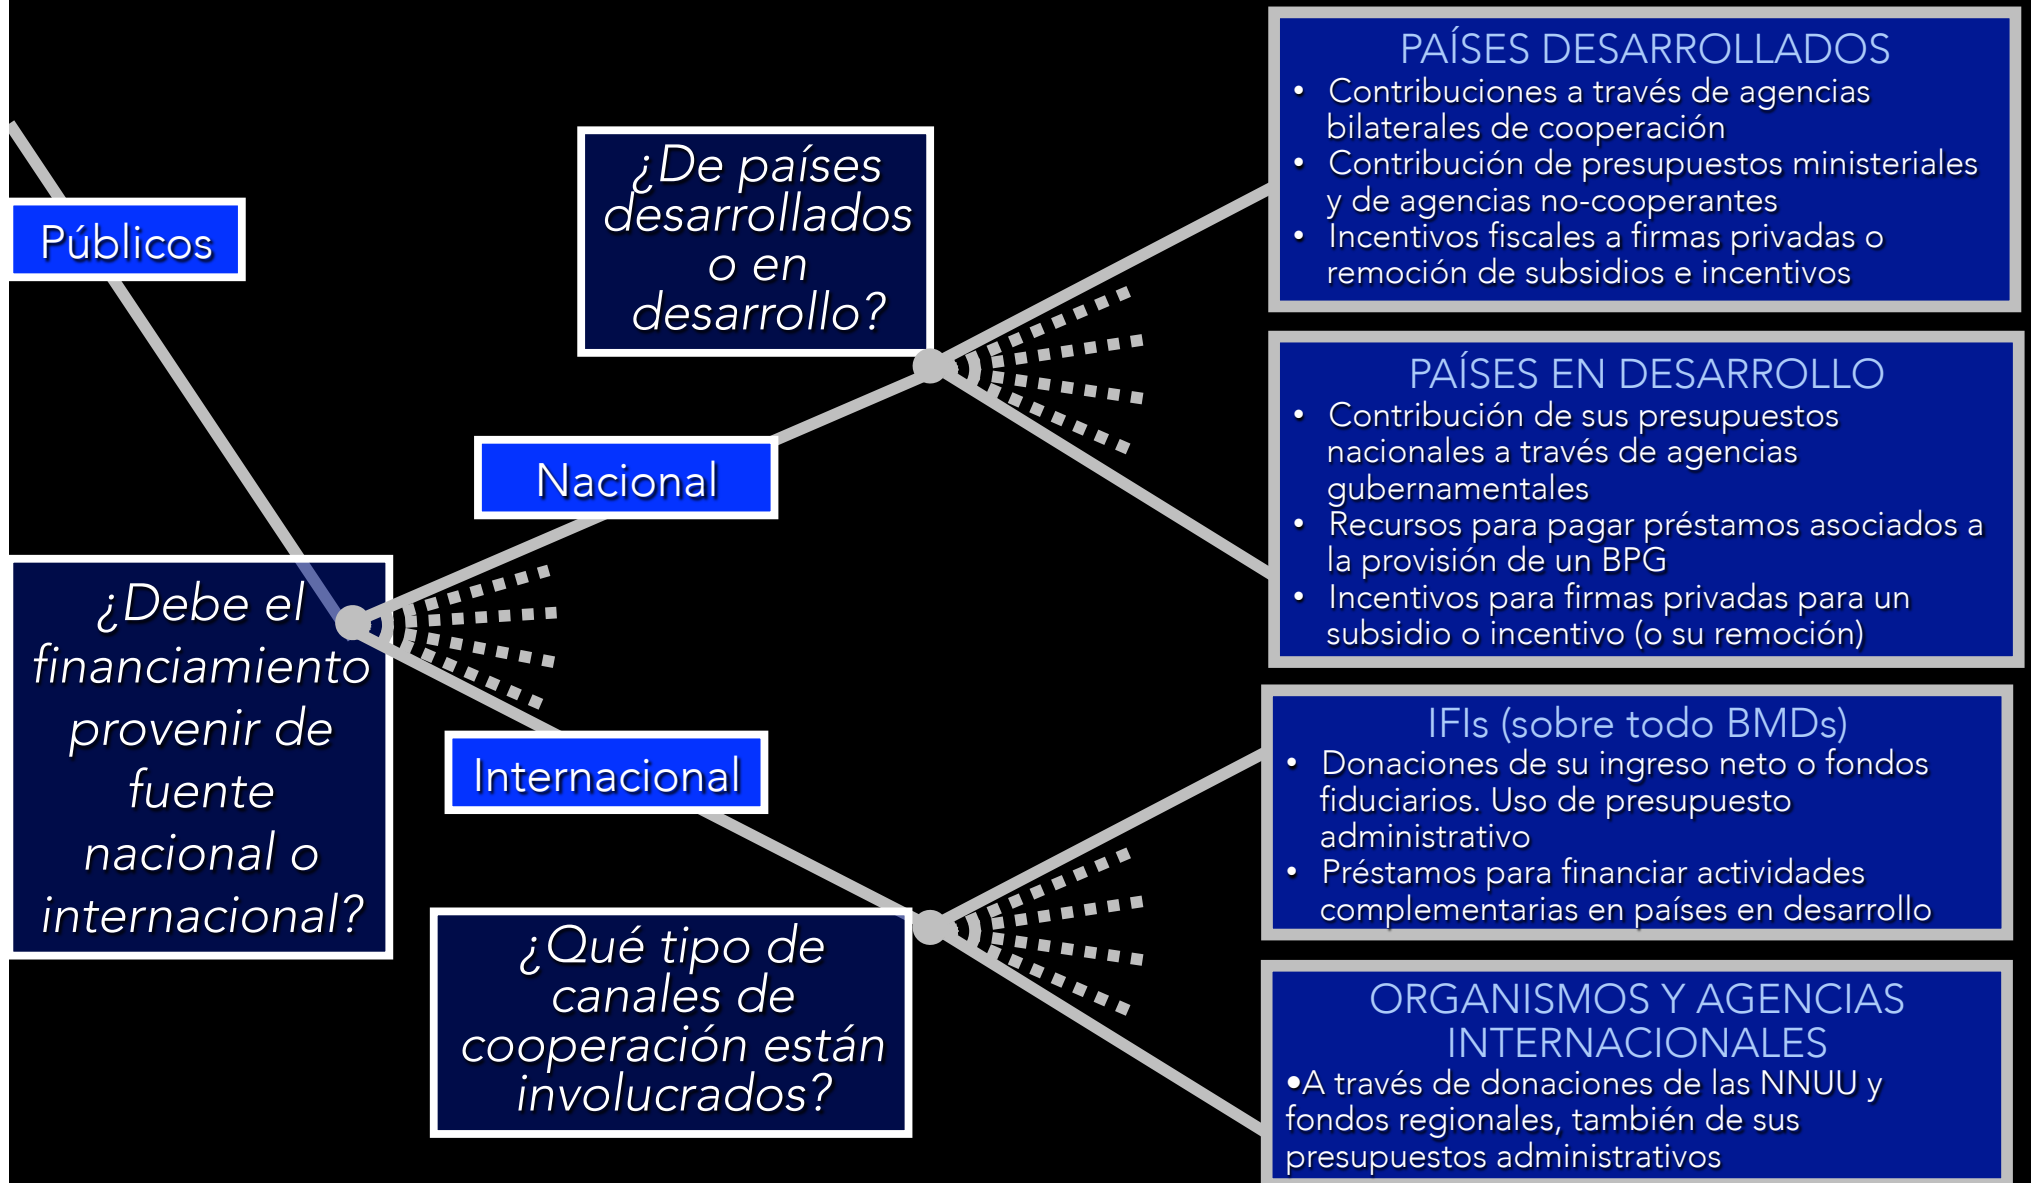 Públicos
¿Debe el
financiamiento
provenir de
fuente
nacional o
internacional?
¿De países
desarrollados
o en
desarrollo?
Nacional
Internacional
¿Qué tipo de
canales de
cooperación están
involucrados?
PAÍSES DESARROLLADOS
• Contribuciones a través de agencias
bilaterales de cooperación
• Contribución de presupuestos ministeriales
y de agencias no-cooperantes
• Incentivos fiscales a firmas privadas o
remoción de subsidios e incentivos
PAÍSES EN DESARROLLO
• Contribución de sus presupuestos
nacionales a través de agencias
gubernamentales
• Recursos para pagar préstamos asociados a
la provisión de un BPG
• Incentivos para firmas privadas para un
subsidio o incentivo (o su remoción)
IFIs (sobre todo BMDs)
• Donaciones de su ingreso neto o fondos
fiduciarios. Uso de presupuesto
administrativo
• Préstamos para financiar actividades
complementarias en países en desarrollo
ORGANISMOS Y AGENCIAS
INTERNACIONALES
•A través de donaciones de las NNUU y
fondos regionales, también de sus
presupuestos administrativos